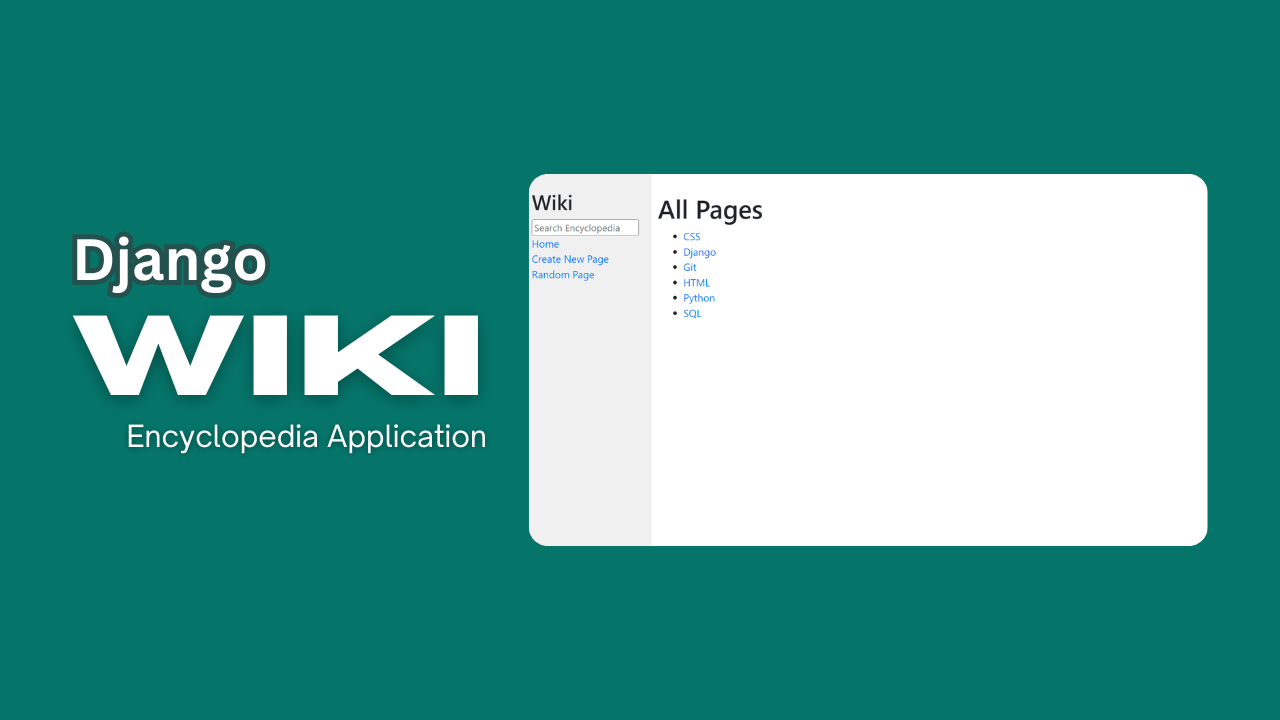 Django
WIKI
Encyclopedia Application
Wiki
Search Encyclopedia
Home
Create New Page
Random Page
All Pages
CSS
Django
Git
HTML
Python
SQL